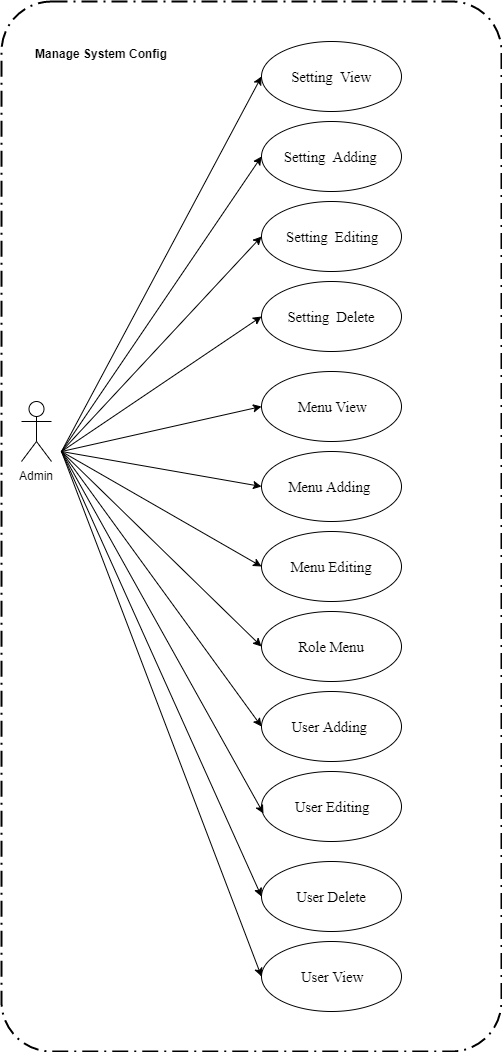 Manage System Config
Setting View
Setting Adding
Setting Editing
Setting Delete
Menu View
Admin
Menu Adding
Menu Editing
Role Menu
User Adding
User Editing
User Delete
User View